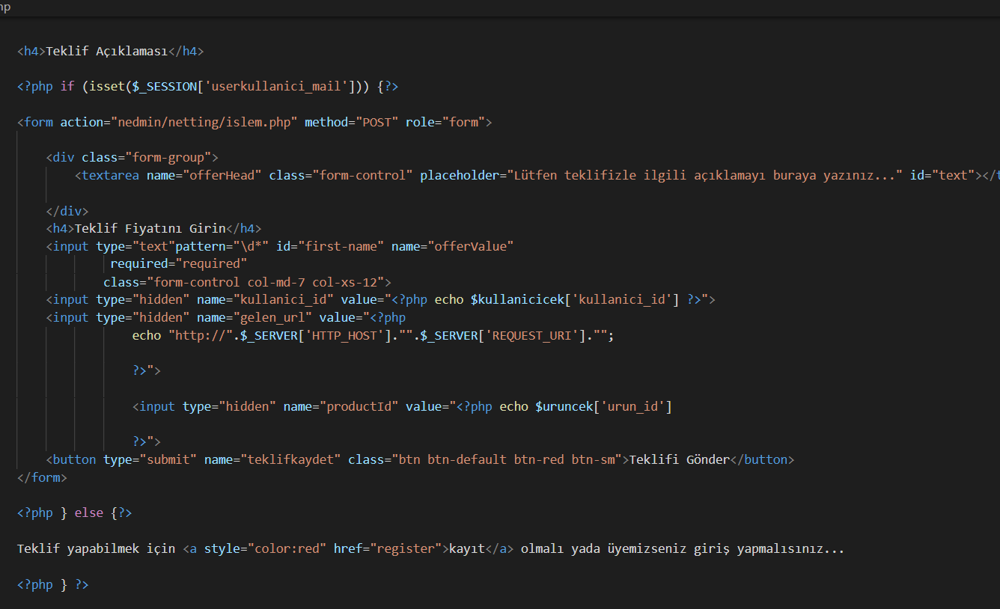 np
<h4>Teklif Açıklaması</h4>
<?php if (isset($_SESSION['userkullanici_mail'])) {?>
<form action="nedmin/netting/islem.php" method="POST" role="form">
<div class="form-group">
<textarea name="offerHead" class="form-control" placeholder="Lütfen teklifizle ilgili açıklamayı buraya yazınız..." id="text"></t
</div>
<h4>Teklif Fiyatını Girin</h4>
<input type="text"pattern="\d*" id="first-name" name="offerValue"
required="required"
class="form-control col-md-7 col-xs-12">
<input type="hidden" name="kullanici_id" value="<?php echo $kullanicicek['kullanici_id'] ?>">
<input type="hidden" name="gelen_url" value="<?php
echo "http://".$_SERVER['HTTP_HOST']."".$_SERVER['REQUEST_URI']."";
?>">
<input type="hidden" name="productId" value="<?php echo $uruncek['urun_id']
?>">
<button type="submit" name="teklifkaydet" class="btn btn-default btn-red btn-sm">Teklifi Gönder</button>
</form>
<?php } else {?>
Teklif yapabilmek için <a style="color:red" href="register">kayıt</a> olmalı yada üyemizseniz giriş yapmalısınız...
<?php } ?>